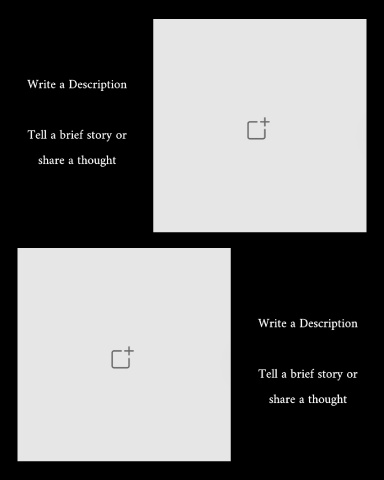 Write a Description
Tell a brief story or
share a thought
Write a Description
Tell a brief story or
share a thought